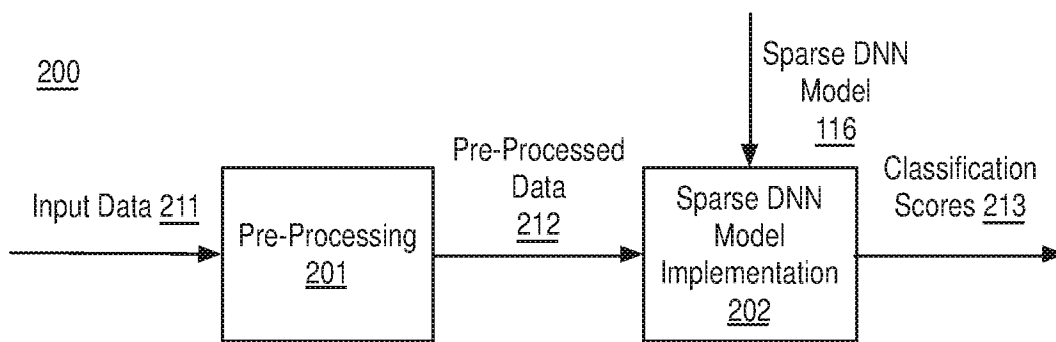 200
Sparse DNN
Model
116
Input Data 211
Pre-Processing
201
Pre-Processed
Data
212
Sparse DNN
Model
Implementation
202
Classification
Scores 213